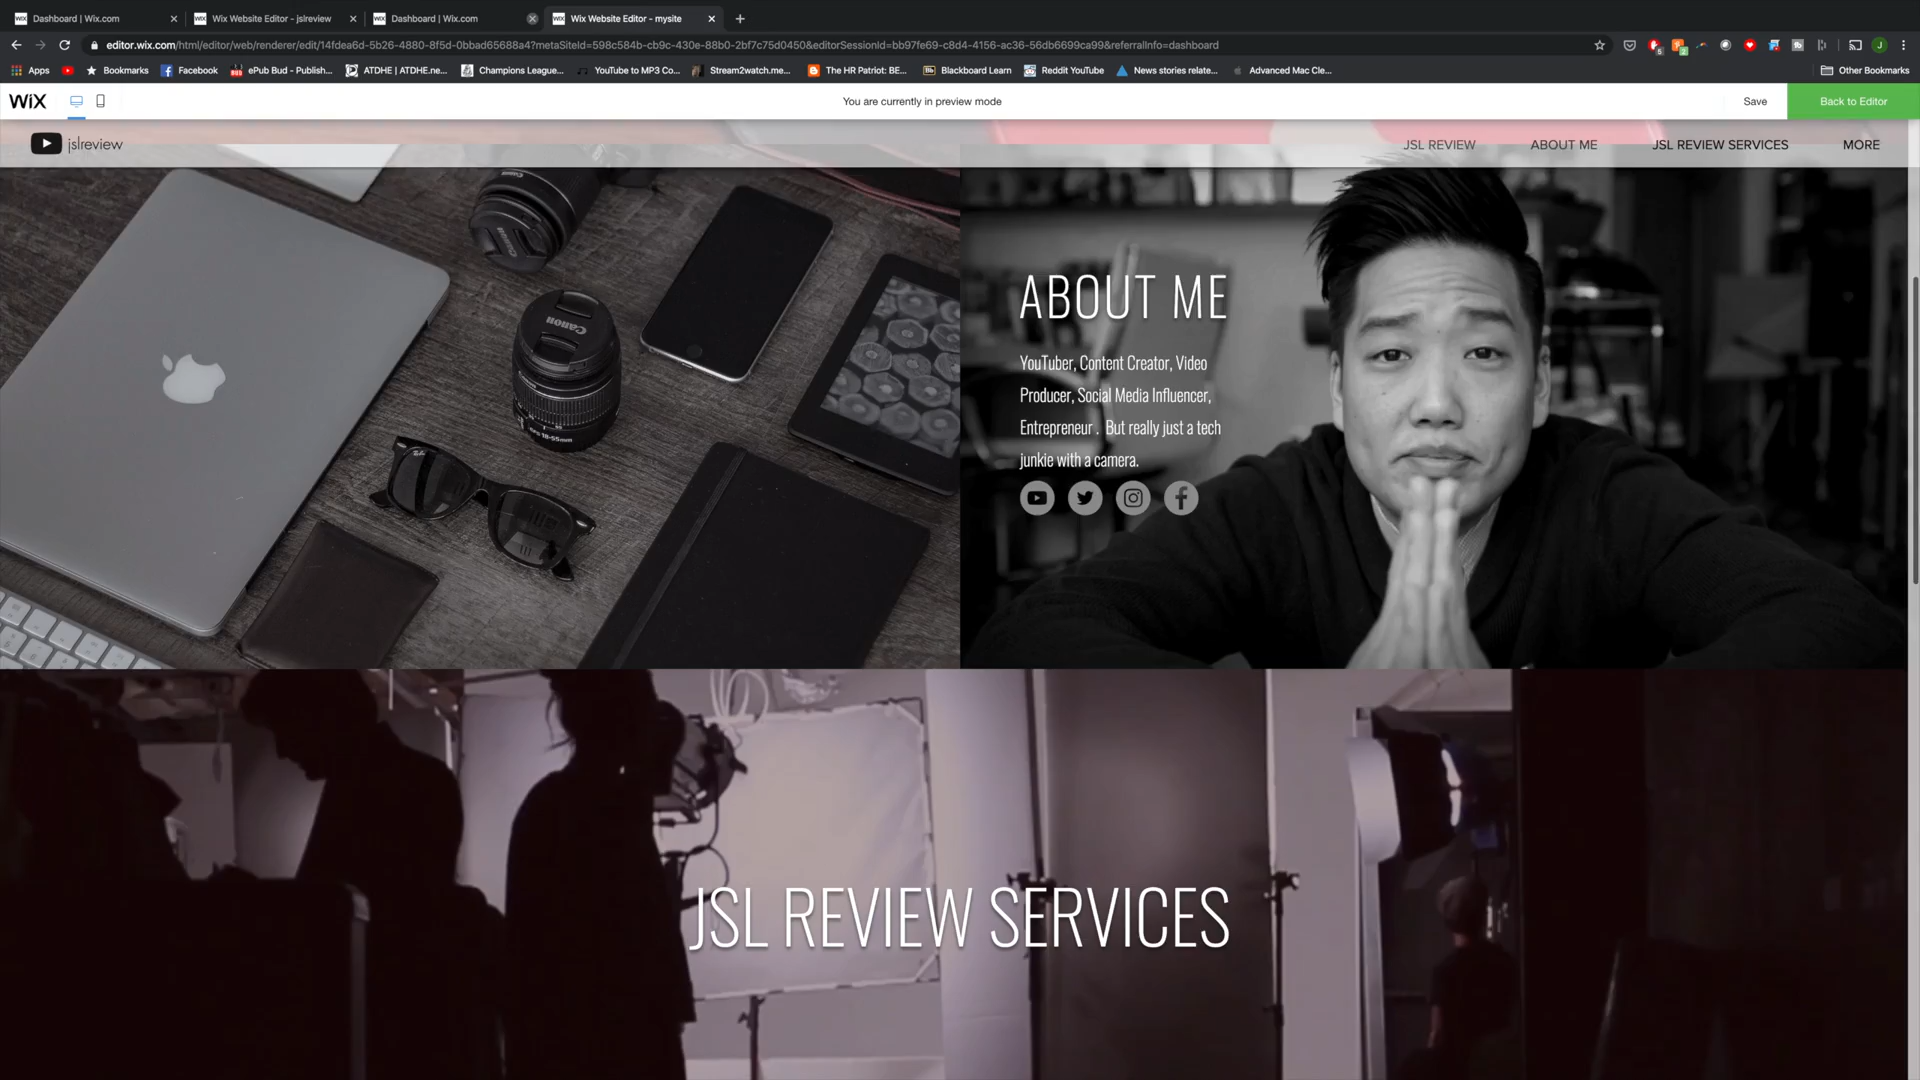 Dashboard | Wix.com
Wix Website Editor - jslreview
Dashboard | Wix.com
Wix Website Editor - mysite
editor.wix.com/html/editor/web/renderer/edit/14fdea6d-5b26-4880-8f5d-0bbad65688a4?metaSiteId=598c584b-cb9c-430e-88b0-2bf7c75d0450&editorSessionId=bb97fe69-c8d4-4156-ac36-56db6699ca99&referralInfo=dashboard
Apps
Bookmarks
Facebook
ePub Bud - Publish...
ATDHE | ATDHE.ne...
Champions League...
YouTube to MP3 Co...
Stream2watch.me...
The HR Patriot: BE...
Blackboard Learn
Reddit YouTube
News stories relate...
Advanced Mac Cle...
Other Bookmarks
WiX
You are currently in preview mode
Save
Back to Editor
jslreview
JSL REVIEW
ABOUT ME
JSL REVIEW SERVICES
MORE
Canon
EFS 18-55mm
ABOUT ME
YouTuber, Content Creator, Video
Producer, Social Media Influencer,
Entrepreneur . But really just a tech
junkie with a camera.
JSL REVIEW SERVICES